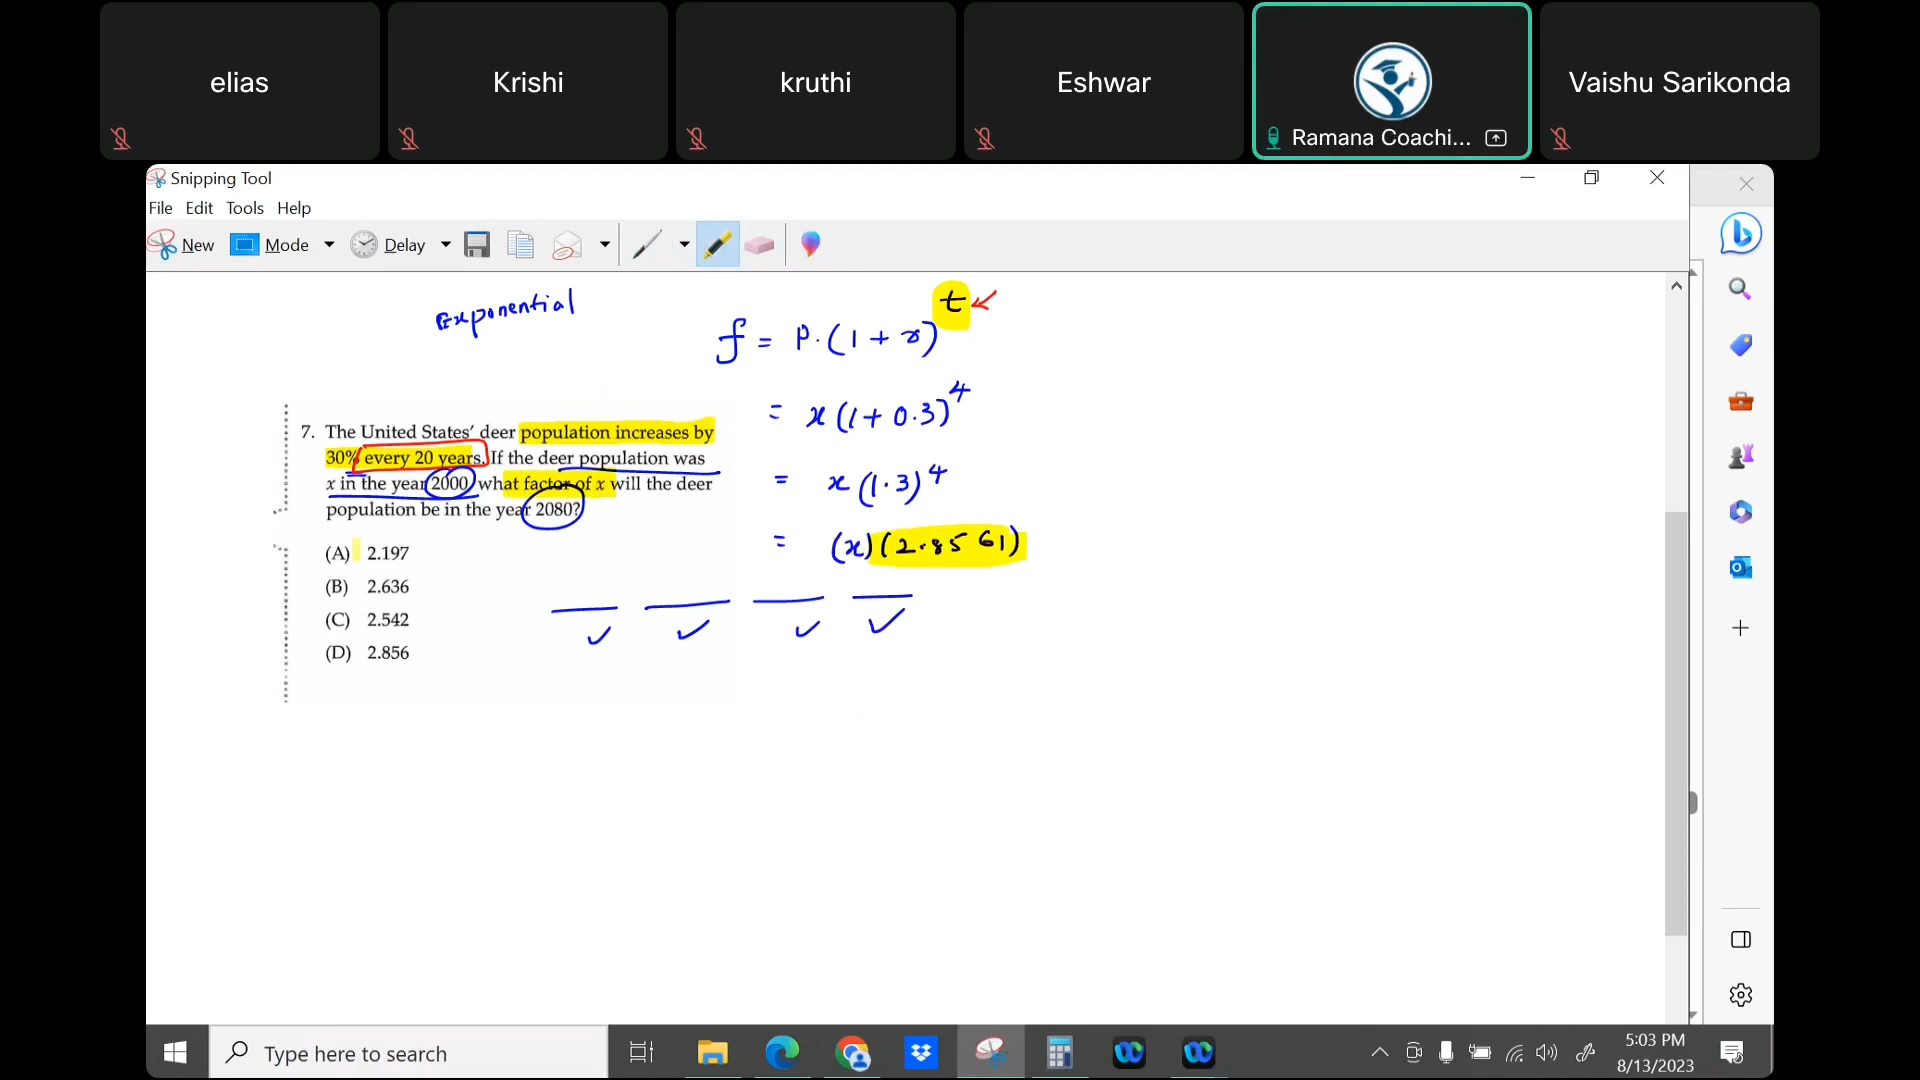 elias
Krishi
kruthi
Eshwar
Ramana Coachi...
Vaishu Sarikonda
Snipping Tool
File Edit Tools Help
New Mode Delay
Exponential
f = P.(1 + r)^t
= x(1+0.3)^4
= x(1.3)^4
= (x)(2.8561)
7. The United States' deer population increases by
30% every 20 years. If the deer population was
x in the year 2000 what factor of x will the deer
population be in the year 2080?
(A) 2.197
(B) 2.636
(C) 2.542
(D) 2.856
Type here to search
5:03 PM
8/13/2023